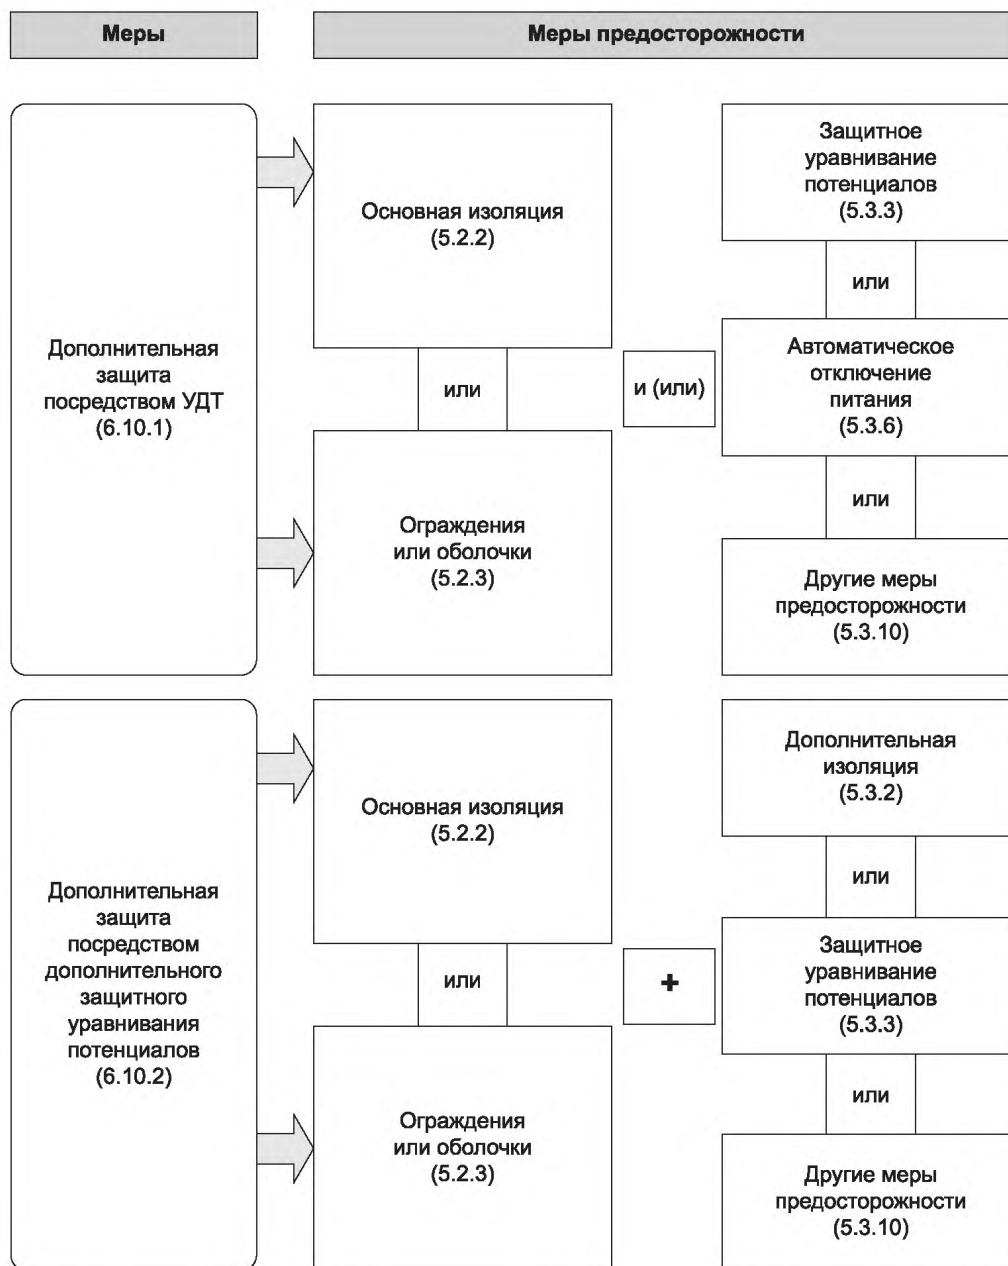 Меры
Меры предосторожности
Дополнительная
защита
посредством УДТ
(6.10.1)
Основная изоляция
(5.2.2)
или
Ограждения
или оболочки
(5.2.3)
и (или)
Защитное
уравнивание
потенциалов
(5.3.3)
или
Автоматическое
отключение
питания
(5.3.6)
или
Другие меры
предосторожности
(5.3.10)
Дополнительная
защита
посредством
дополнительного
защитного
уравнивания
потенциалов
(6.10.2)
Основная изоляция
(5.2.2)
или
Ограждения
или оболочки
(5.2.3)
+
Дополнительная
изоляция
(5.3.2)
или
Защитное
уравнивание
потенциалов
(5.3.3)
или
Другие меры
предосторожности
(5.3.10)